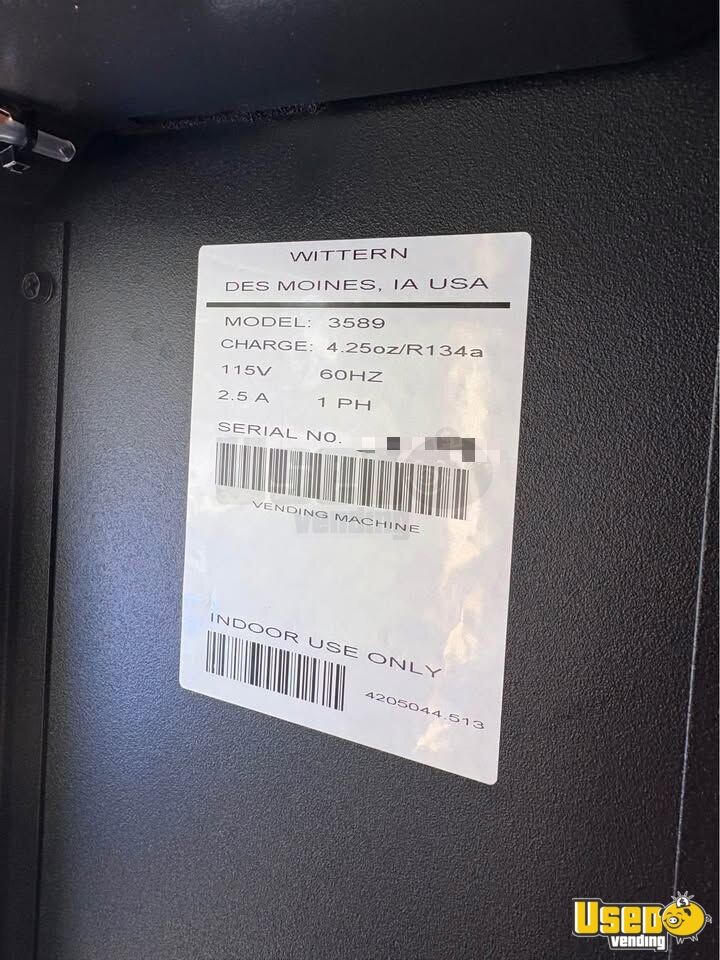 WITTERN
DES MOINES, IA USA
MODEL: 3589
CHARGE: 4.25oz/R134a
115V 60HZ
2.5 A 1 PH
SERIAL NO.
VENDING MACHINE
vending
INDOOR USE ONLY
4205044.513
USED
vending